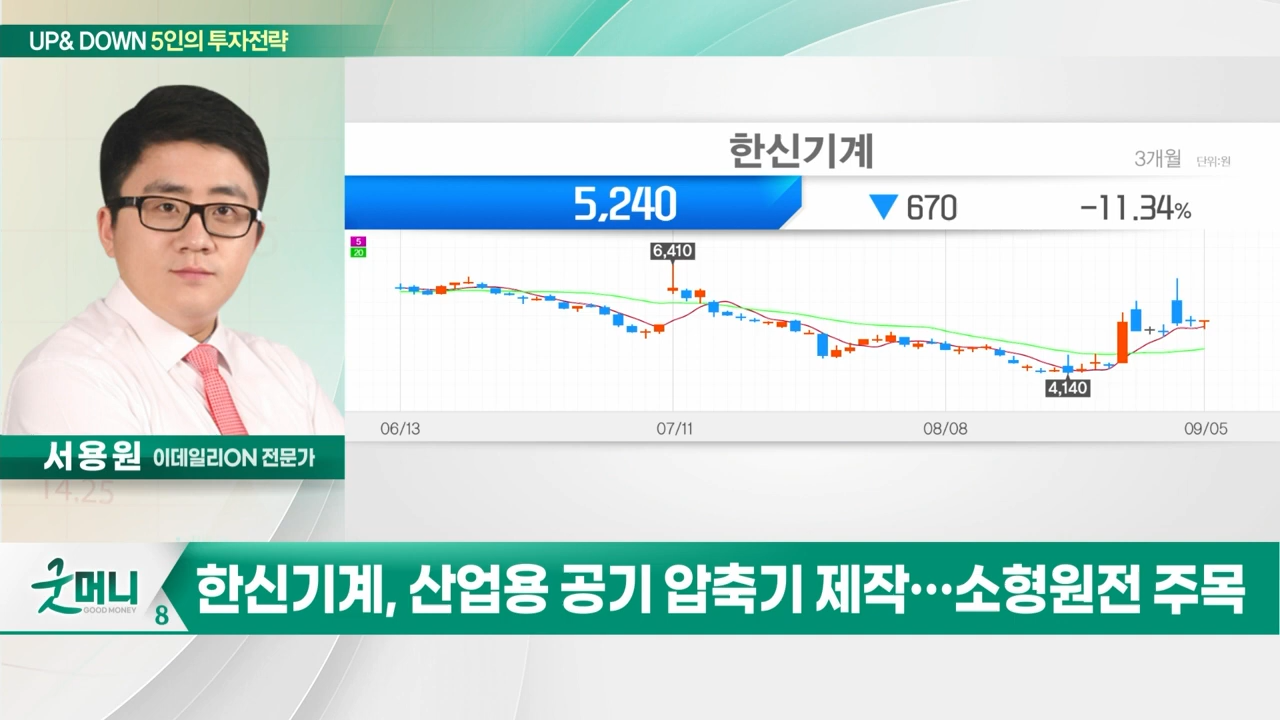 UP& DOWN 5인의 투자전략
한신기계
3개월 단위:원
5,240 ▼ 670 -11.34%
5
20
6,410
4,140
06/13 07/11 08/08 09/05
서용원 이데일리ON 전문가
14.25
굿머니
GOOD MONEY
8
한신기계, 산업용 공기 압축기 제작…소형원전 주목